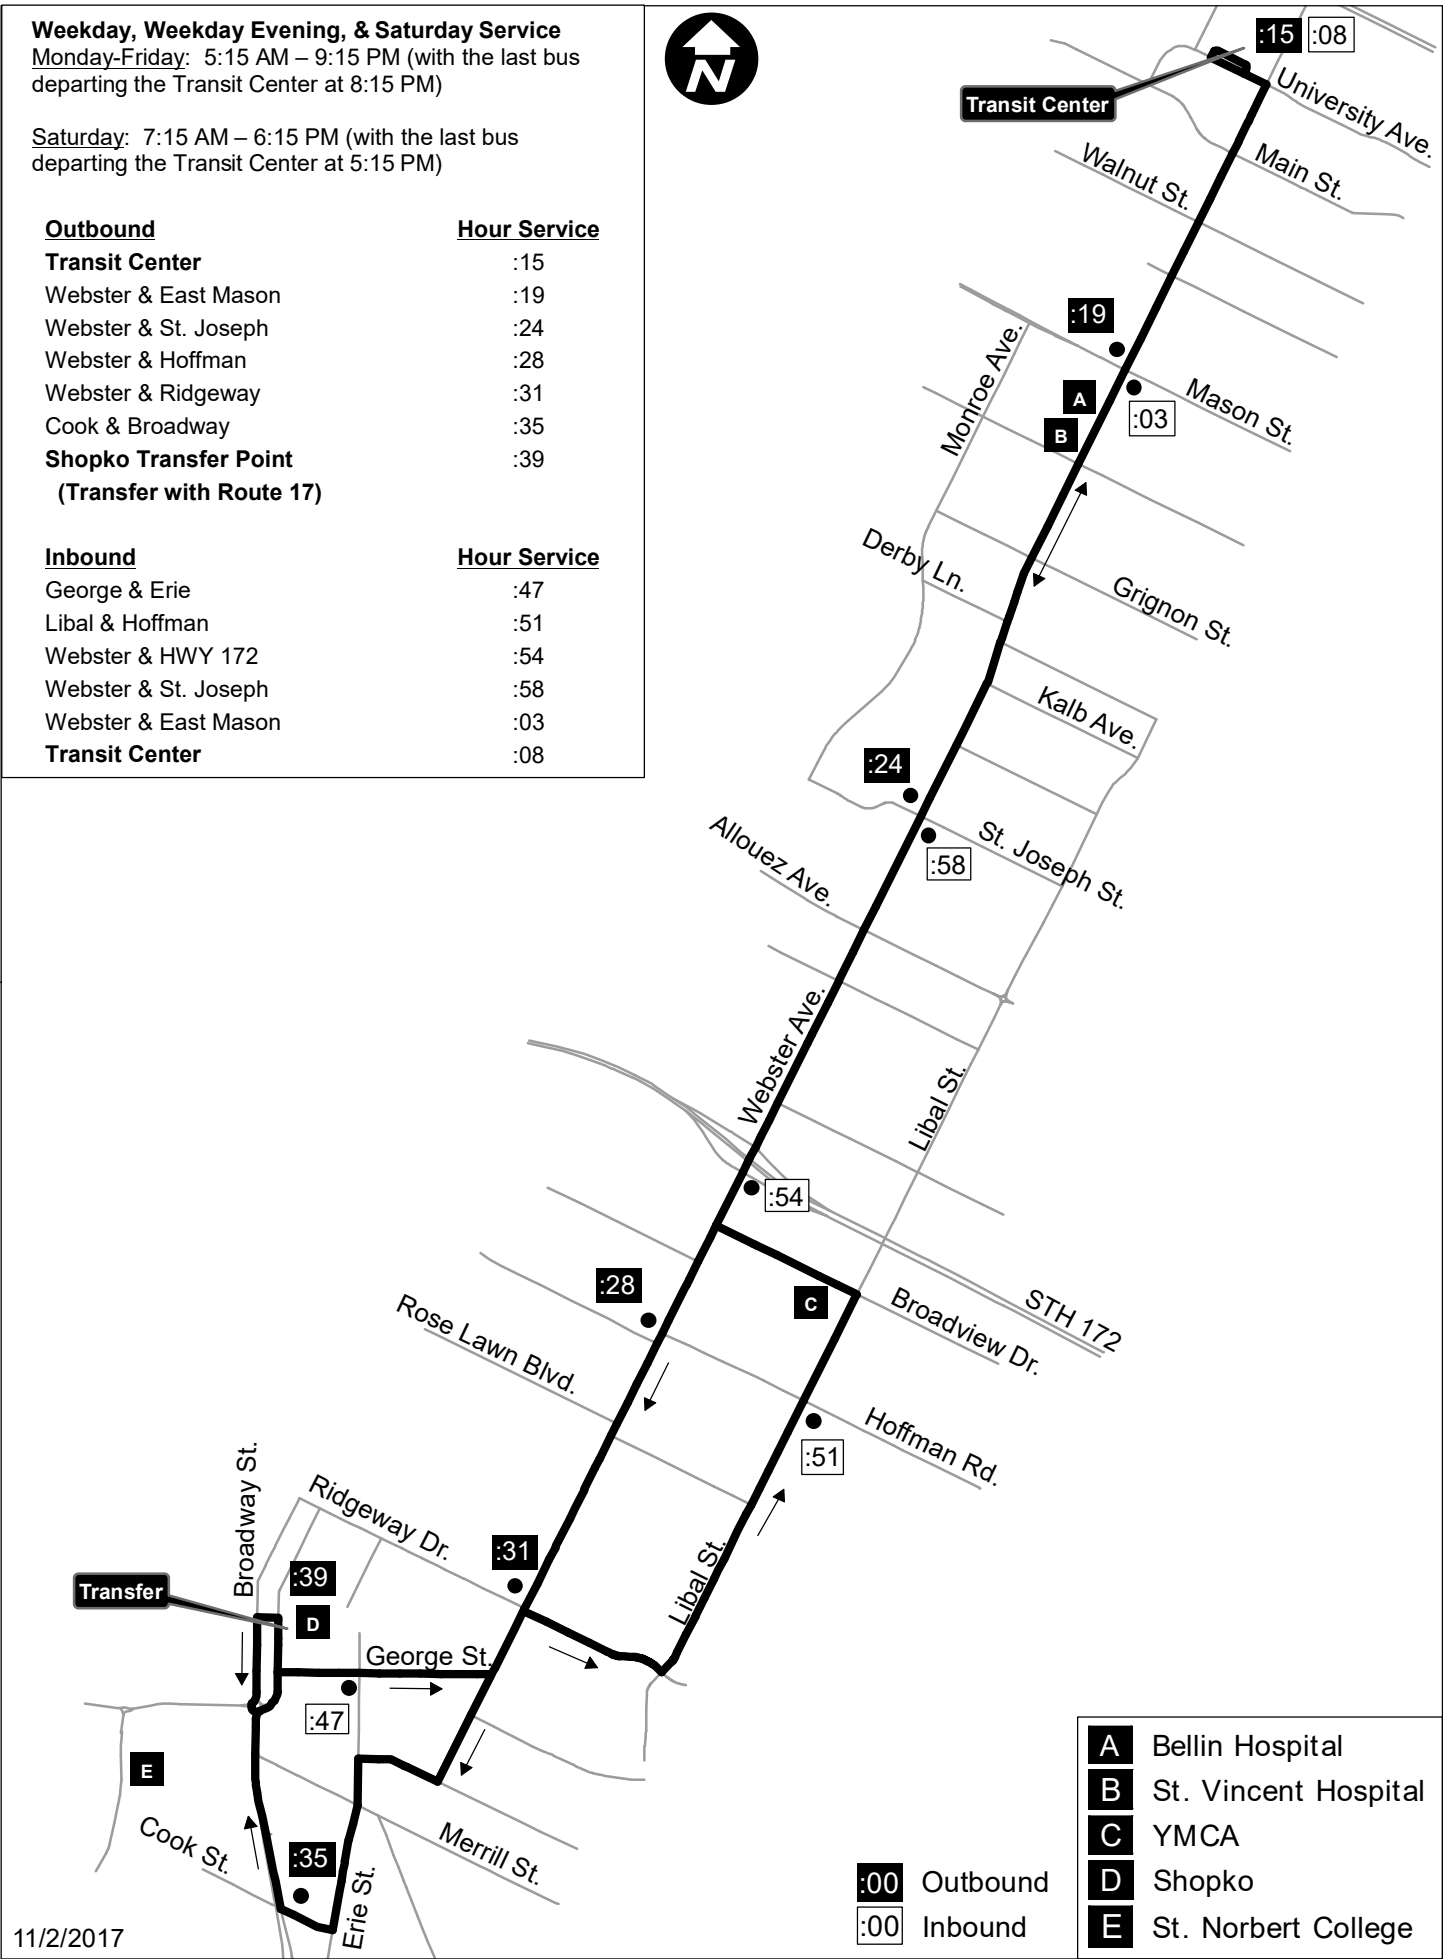 Weekday, Weekday Evening, & Saturday Service
Monday-Friday: 5:15 AM – 9:15 PM (with the last bus
departing the Transit Center at 8:15 PM)
Saturday: 7:15 AM – 6:15 PM (with the last bus
departing the Transit Center at 5:15 PM)
Outbound Hour Service
Transit Center :15
Webster & East Mason :19
Webster & St. Joseph :24
Webster & Hoffman :28
Webster & Ridgeway :31
Cook & Broadway :35
Shopko Transfer Point :39
(Transfer with Route 17)
Inbound Hour Service
George & Erie :47
Libal & Hoffman :51
Webster & HWY 172 :54
Webster & St. Joseph :58
Webster & East Mason :03
Transit Center :08
N
:15 :08
Transit Center
University Ave.
Main St.
Walnut St.
:19
Monroe Ave.
A
Mason St.
:03
B
Derby Ln.
Grignon St.
Kalb Ave.
:24
St. Joseph St.
:58
Allouez Ave.
Webster Ave.
Libal St.
:54
:28
C
Broadview Dr.
STH 172
Rose Lawn Blvd.
Hoffman Rd.
:51
Broadway St.
Ridgeway Dr.
:31
Libal St.
:39
Transfer
D
George St.
:47
E
Cook St.
Merrill St.
:35
Erie St.
:00 Outbound
:00 Inbound
A Bellin Hospital
B St. Vincent Hospital
C YMCA
D Shopko
E St. Norbert College
11/2/2017